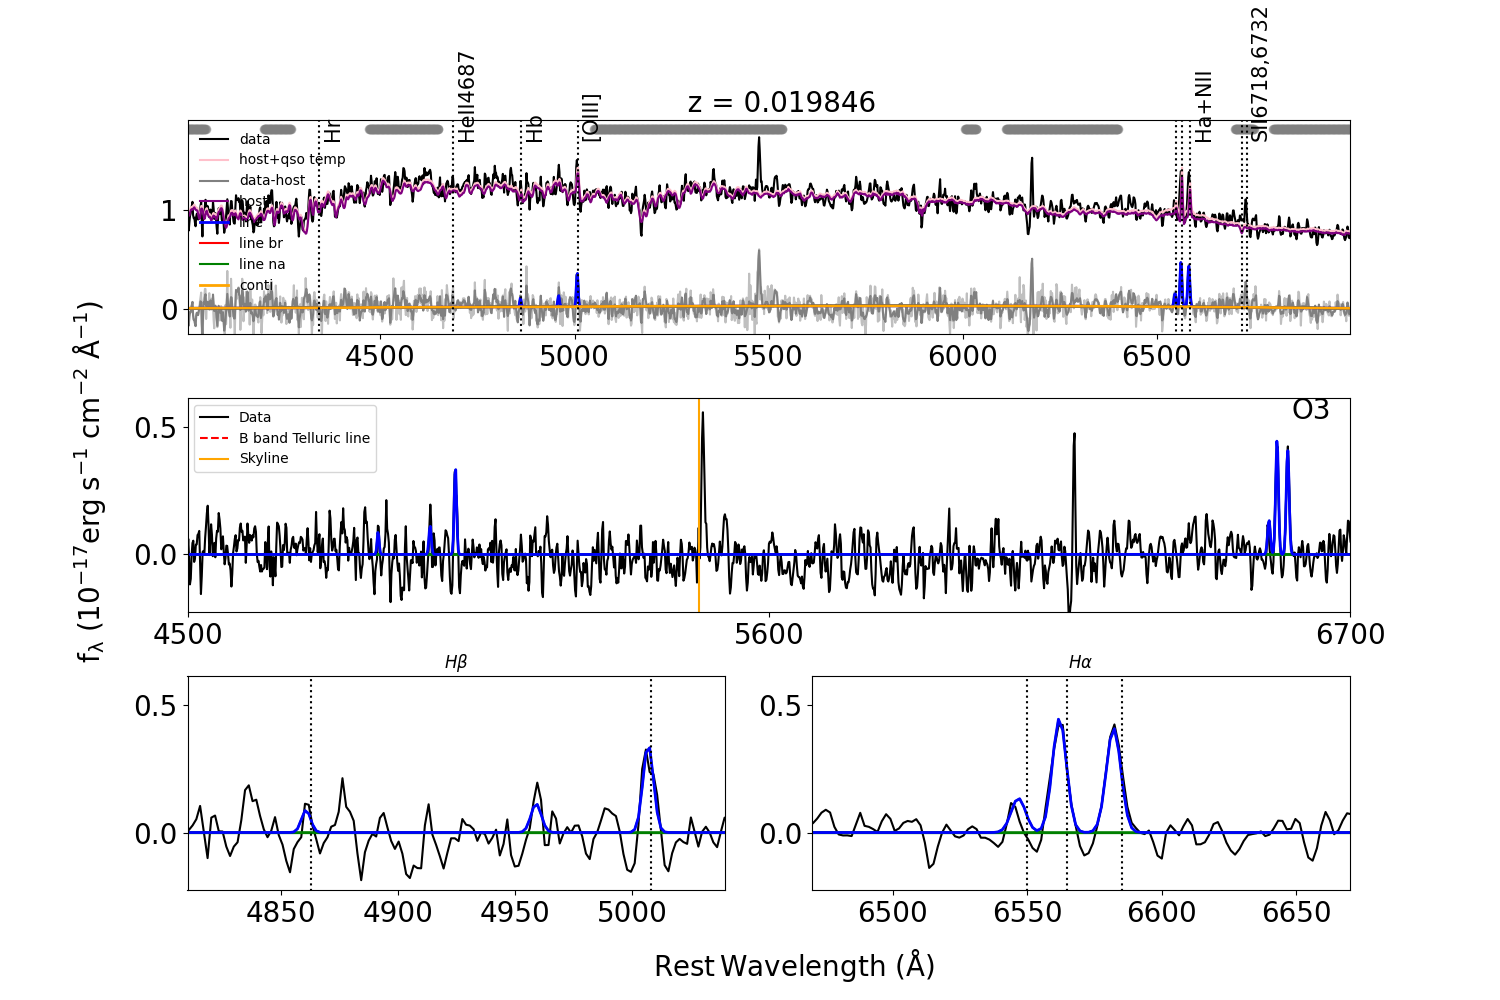 z = 0.019846
Hr
HeII4687
Hb
[OIII]
Ha+NII
SII6718,6732
data
host+qso temp
data-host
host
line
line br
line na
conti
1
0
4500 5000 5500 6000 6500
f_λ (10^−17 erg s^−1 cm^−2 Å^−1)
O3
Data
B band Telluric line
Skyline
0.5
0.0
4500 5600 6700
Hβ
0.5
0.0
4850 4900 4950 5000
Hα
0.5
0.0
6500 6550 6600 6650
Rest Wavelength (Å)